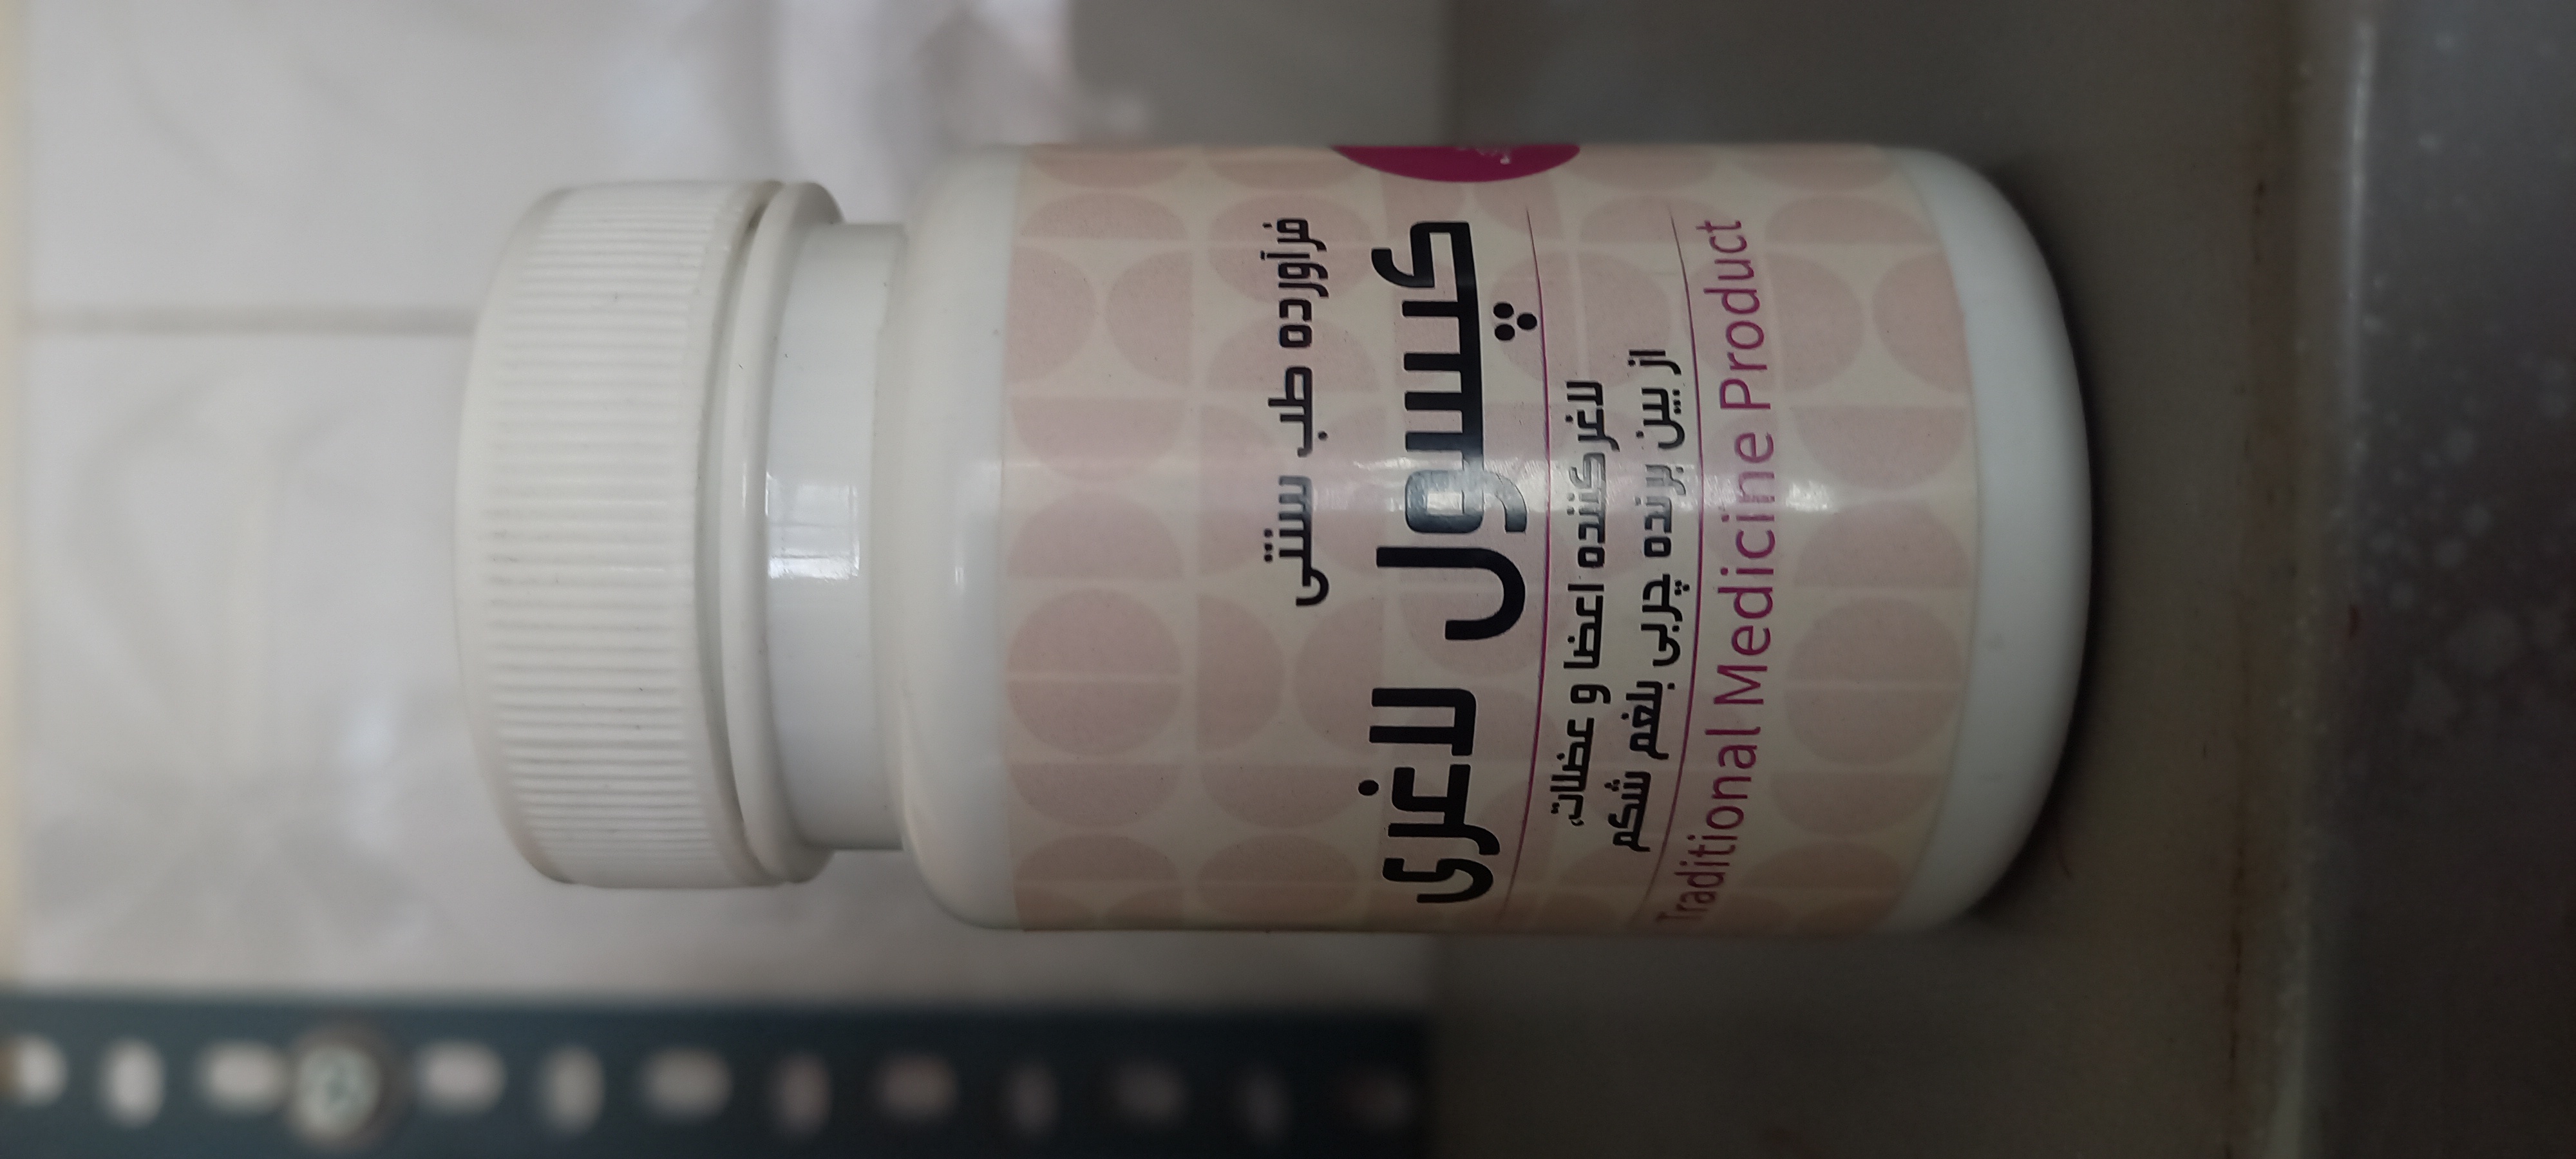 فرآورده طب سنتی
کپسول لاغری
لاغرکننده اعضا و عضلات،
از بین برنده چربی بلغم شکم
Traditional Medicine Product